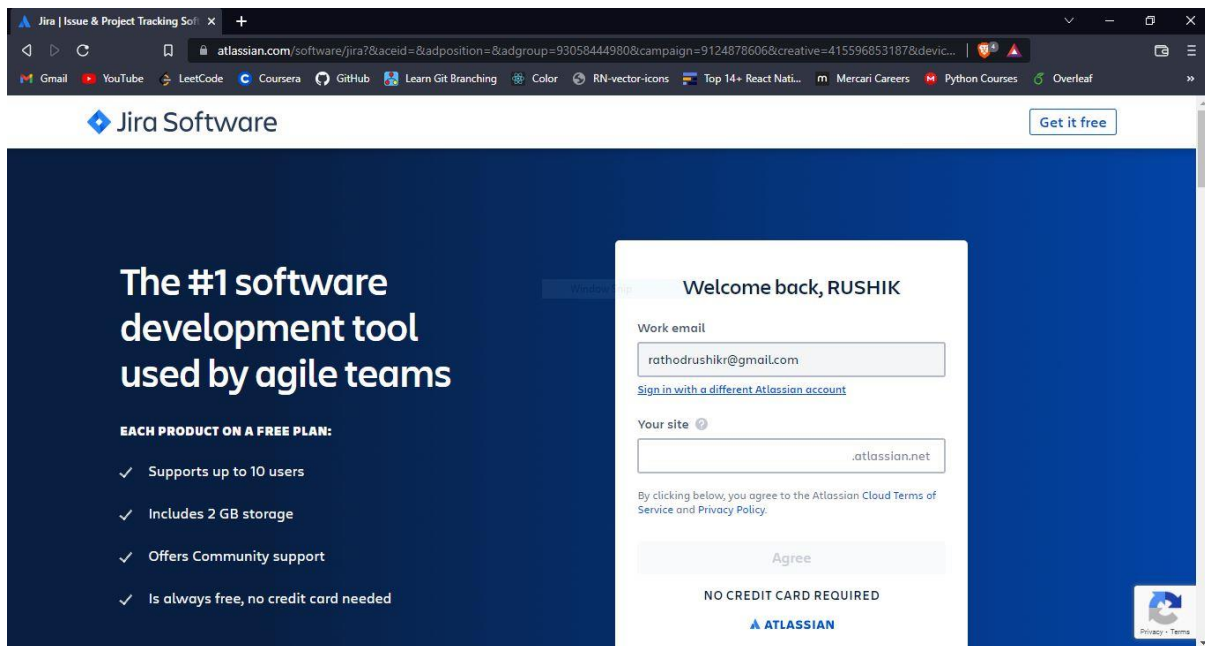 Jira | Issue & Project Tracking Soft
atlassian.com/software/jira?&aceid=&adposition=&adgroup=93058444980&campaign=9124878606&creative=415596853187&devic...
Gmail YouTube LeetCode Coursera GitHub Learn Git Branching Color RN-vector-icons Top 14+ React Nati... Mercari Careers Python Courses Overleaf
Jira Software
Get it free
The #1 software
development tool
used by agile teams
EACH PRODUCT ON A FREE PLAN:
Supports up to 10 users
Includes 2 GB storage
Offers Community support
Is always free, no credit card needed
Window Snip
Welcome back, RUSHIK
Work email
rathodrushikr@gmail.com
Sign in with a different Atlassian account
Your site
.atlassian.net
By clicking below, you agree to the Atlassian Cloud Terms of
Service and Privacy Policy.
Agree
NO CREDIT CARD REQUIRED
ATLASSIAN
Privacy - Terms